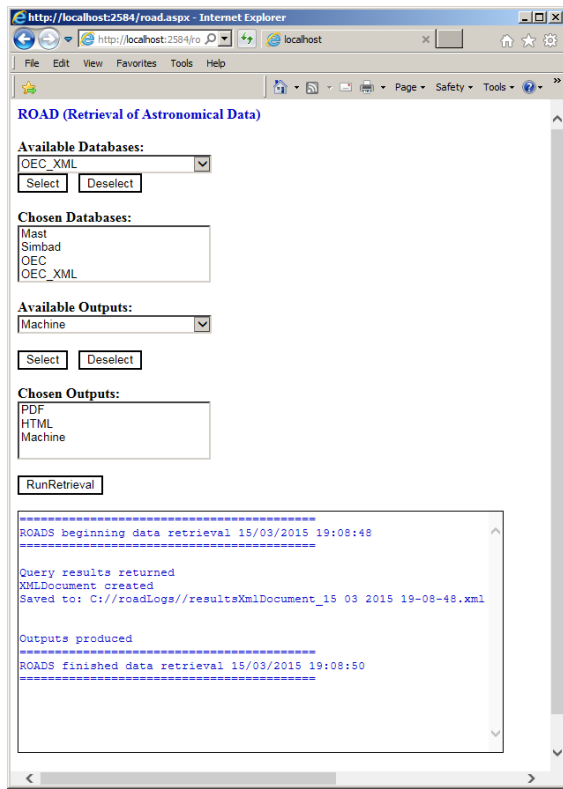 http://localhost:2584/road.aspx - Internet Explorer
http://localhost:2584/ro
localhost
File Edit View Favorites Tools Help
Page Safety Tools
ROAD (Retrieval of Astronomical Data)
Available Databases:
OEC_XML
Select Deselect
Chosen Databases:
Mast
Simbad
OEC
OEC_XML
Available Outputs:
Machine
Select Deselect
Chosen Outputs:
PDF
HTML
Machine
RunRetrieval
==========================================
ROADS beginning data retrieval 15/03/2015 19:08:48
==========================================
Query results returned
XMLDocument created
Saved to: C://roadLogs//resultsXmlDocument_15 03 2015 19-08-48.xml
Outputs produced
==========================================
ROADS finished data retrieval 15/03/2015 19:08:50
==========================================